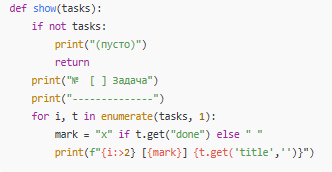 def show(tasks):
    if not tasks:
        print("(пусто)")
        return
    print("№  [ ] Задача")
    print("--------------")
    for i, t in enumerate(tasks, 1):
        mark = "x" if t.get("done") else " "
        print(f"{i:>2} [{mark}] {t.get('title','')}")